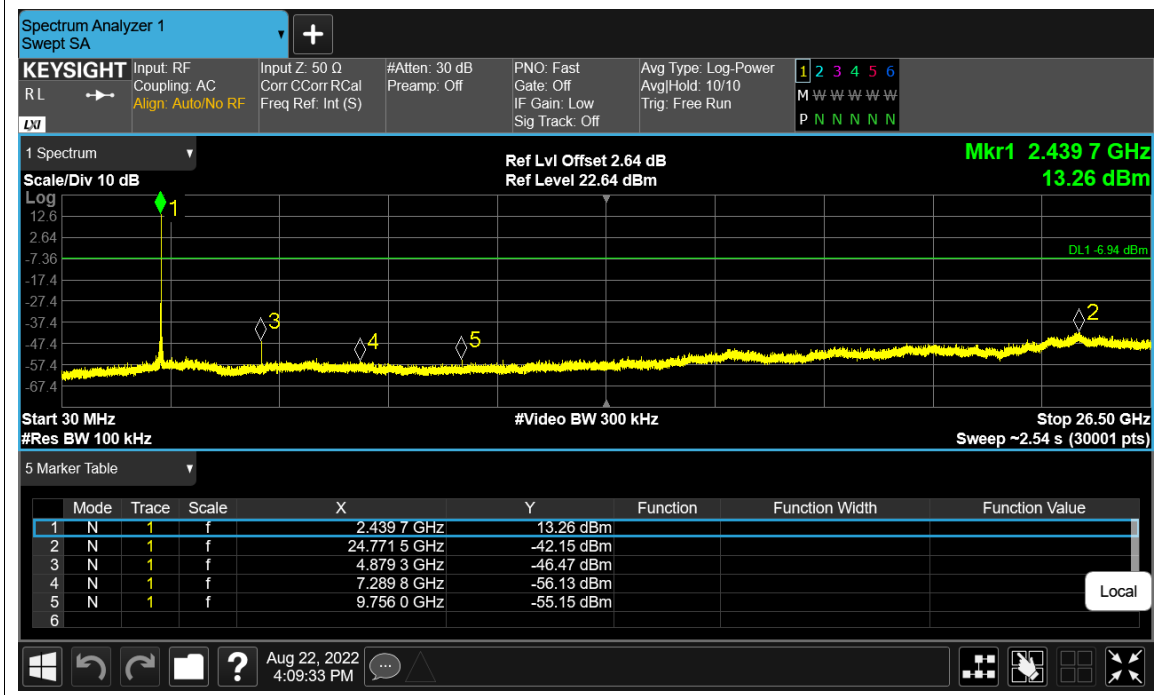 Spectrum Analyzer 1
Swept SA
+
KEYSIGHT
R L
LXI
Input: RF
Coupling: AC
Align: Auto/No RF
Input Z: 50 Ω
Corr CCorr RCal
Freq Ref: Int (S)
#Atten: 30 dB
Preamp: Off
PNO: Fast
Gate: Off
IF Gain: Low
Sig Track: Off
Avg Type: Log-Power
Avg|Hold: 10/10
Trig: Free Run
1 2 3 4 5 6
M W W W W W
P N N N N N
1 Spectrum
Scale/Div 10 dB
Ref Lvl Offset 2.64 dB
Ref Level 22.64 dBm
Mkr1 2.439 7 GHz
13.26 dBm
Log
12.6
2.64
-7.36
-17.4
-27.4
-37.4
-47.4
-57.4
-67.4
1
DL1 -6.94 dBm
2
3
4
5
Start 30 MHz
#Video BW 300 kHz
Stop 26.50 GHz
#Res BW 100 kHz
Sweep ~2.54 s (30001 pts)
5 Marker Table
Mode Trace Scale X Y Function Function Width Function Value
1 N 1 f 2.439 7 GHz 13.26 dBm
2 N 1 f 24.771 5 GHz -42.15 dBm
3 N 1 f 4.879 3 GHz -46.47 dBm
4 N 1 f 7.289 8 GHz -56.13 dBm
5 N 1 f 9.756 0 GHz -55.15 dBm
6
Local
?
Aug 22, 2022
4:09:33 PM